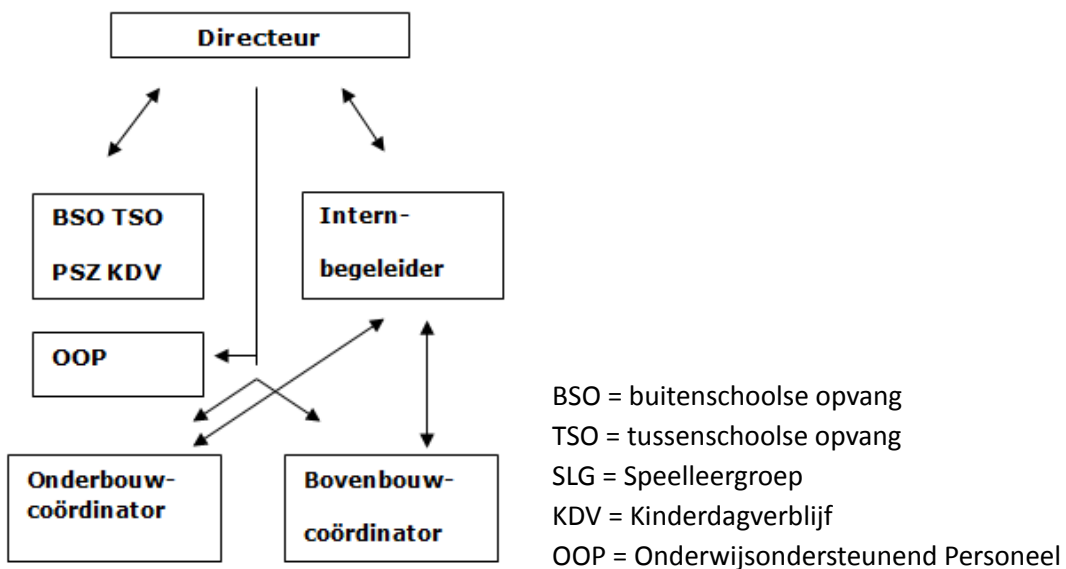 Directeur
BSO TSO
PSZ KDV
Intern-
begeleider
OOP
Onderbouw-
coördinator
Bovenbouw-
coördinator
BSO = buitenschoolse opvang
TSO = tussenschoolse opvang
SLG = Speelleergroep
KDV = Kinderdagverblijf
OOP = Onderwijsondersteunend Personeel